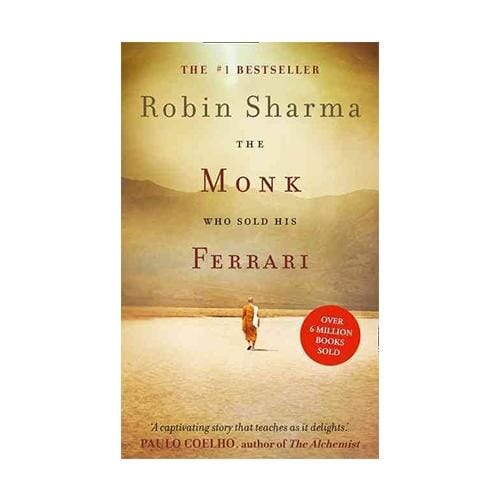 THE #1 BESTSELLER
Robin Sharma
THE
MONK
WHO SOLD HIS
FERRARI
OVER
6 MILLION
BOOKS
SOLD
'A captivating story that teaches as it delights.'
PAULO COELHO, author of The Alchemist